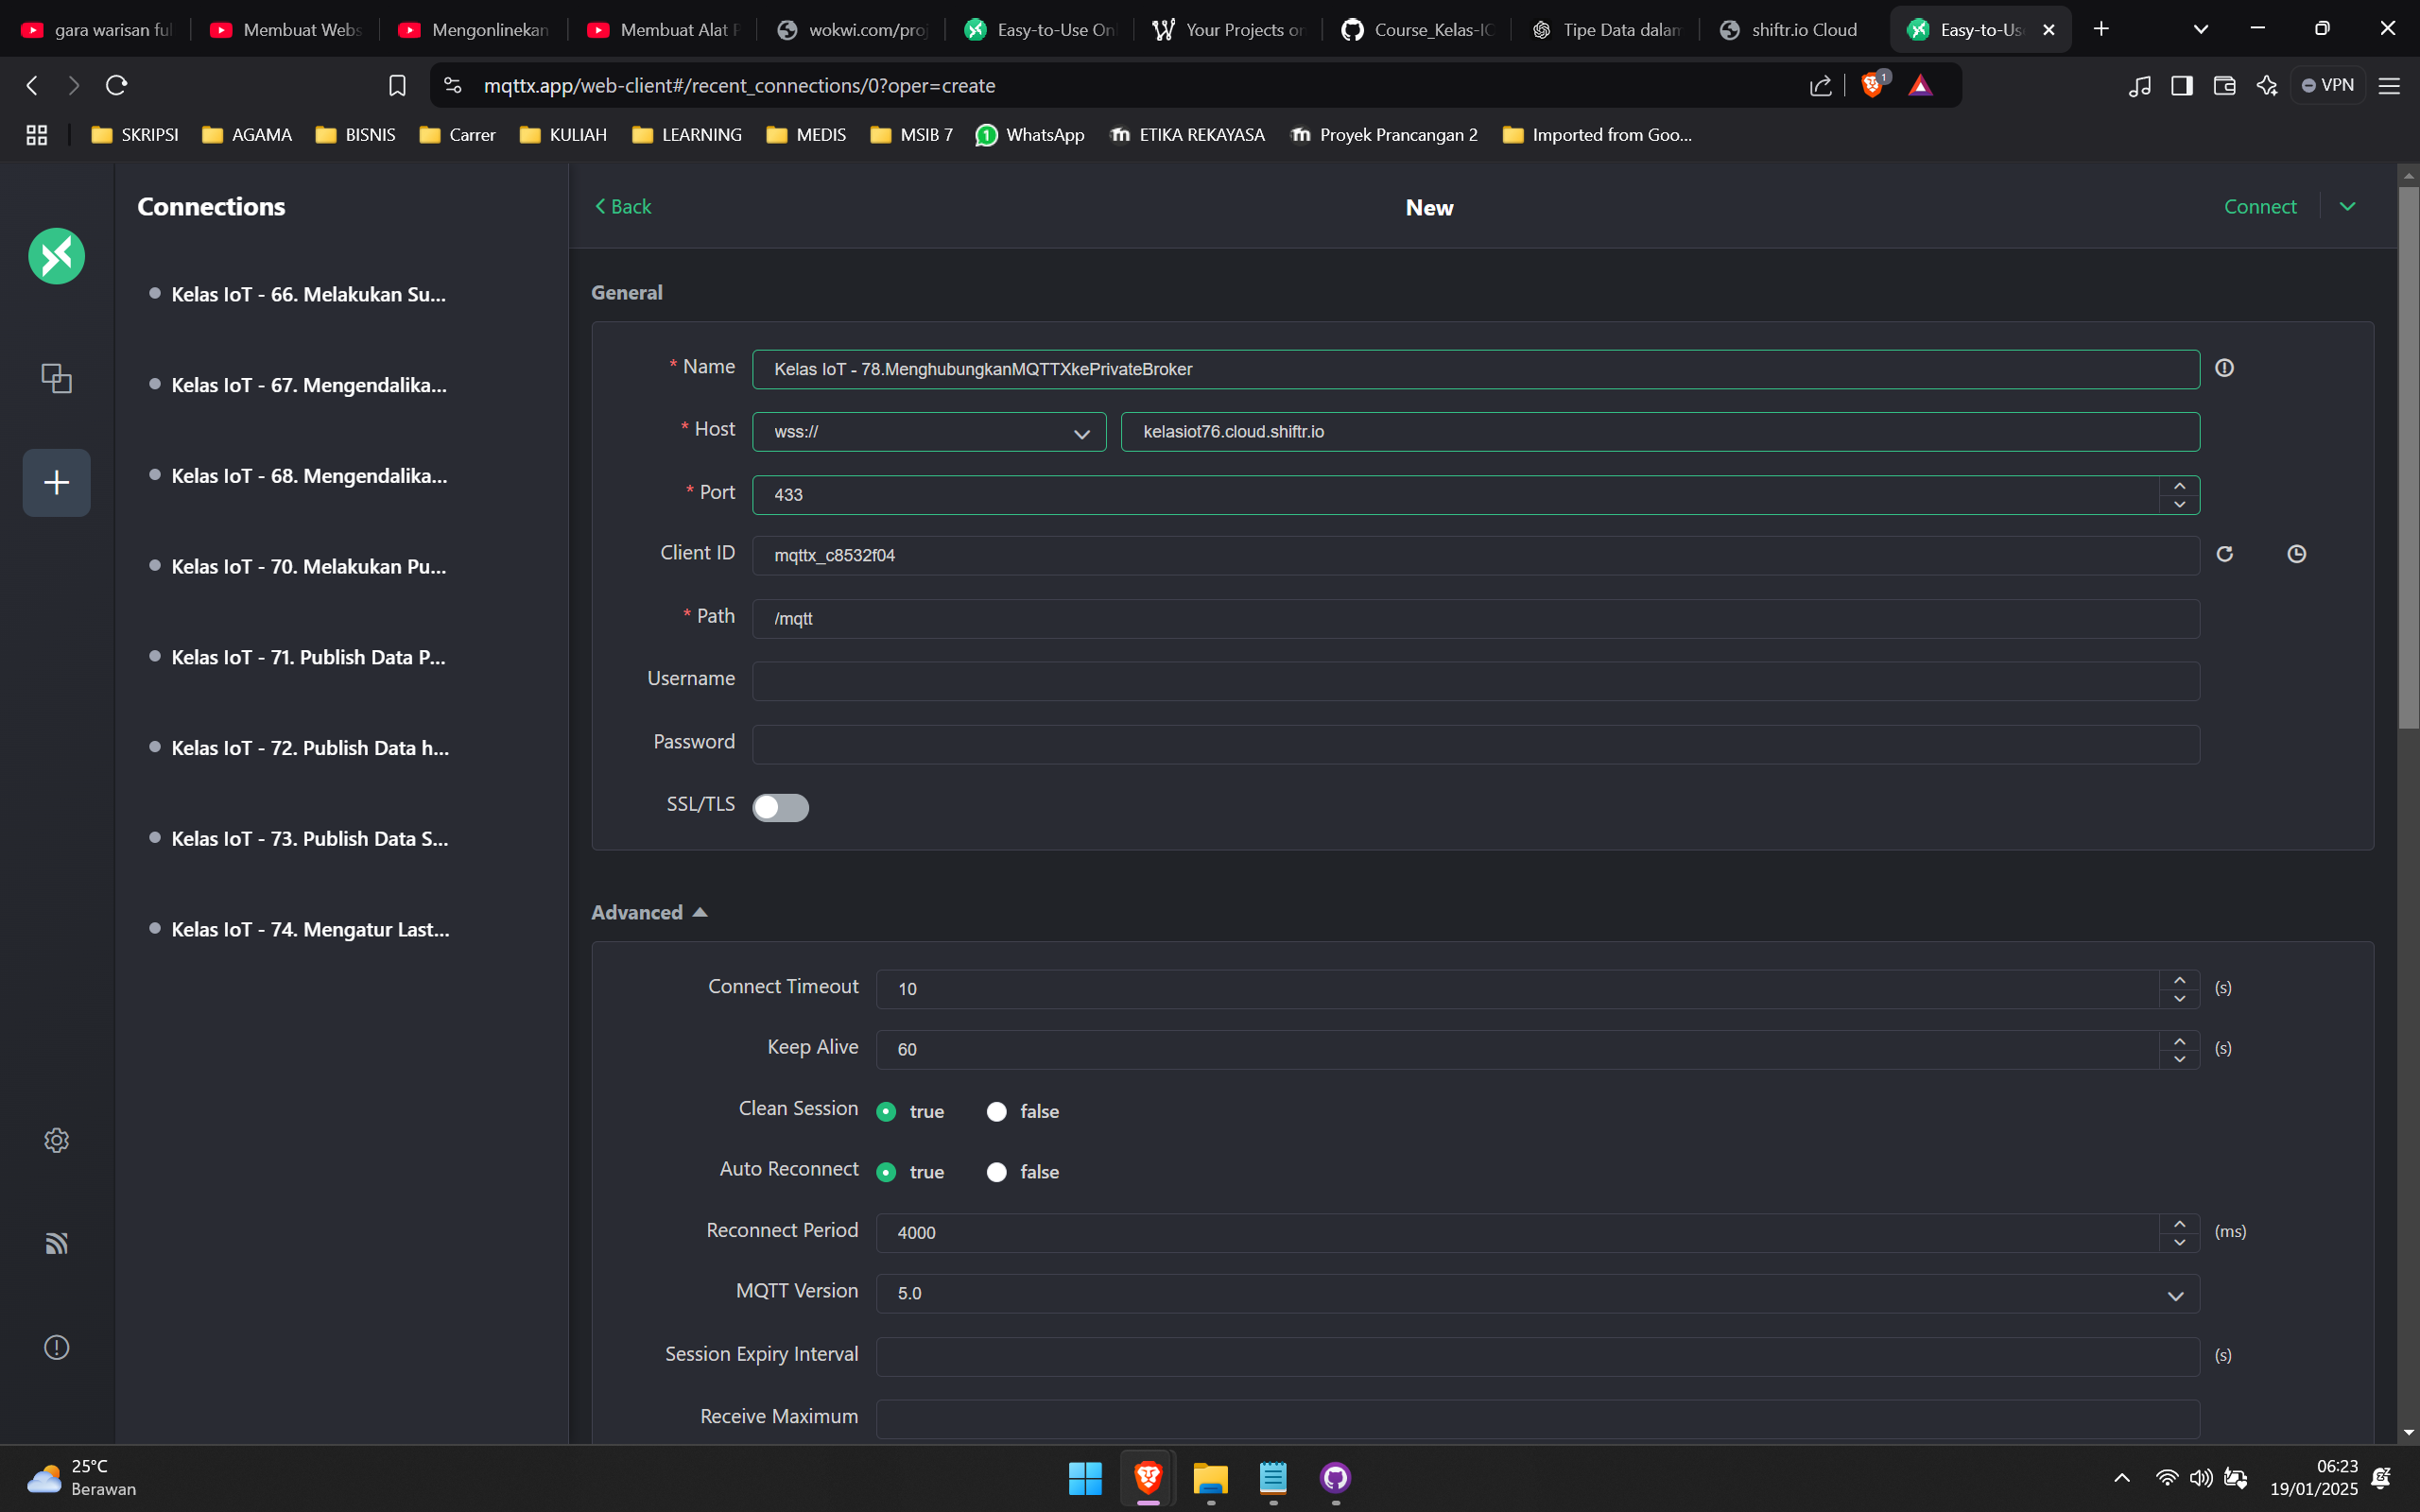 gara warisan ful
Membuat Webs
Mengonlinekan
Membuat Alat P
wokwi.com/proj
Easy-to-Use Onl
Your Projects on
Course_Kelas-IO
Tipe Data dalam
shiftr.io Cloud
Easy-to-Us
mqttx.app/web-client#/recent_connections/0?oper=create
1
VPN
SKRIPSI
AGAMA
BISNIS
Carrer
KULIAH
LEARNING
MEDIS
MSIB 7
WhatsApp
ETIKA REKAYASA
Proyek Prancangan 2
Imported from Goo...
Connections
Kelas IoT - 66. Melakukan Su...
Kelas IoT - 67. Mengendalika...
Kelas IoT - 68. Mengendalika...
Kelas IoT - 70. Melakukan Pu...
Kelas IoT - 71. Publish Data P...
Kelas IoT - 72. Publish Data h...
Kelas IoT - 73. Publish Data S...
Kelas IoT - 74. Mengatur Last...
Back
New
Connect
General
* Name
Kelas IoT - 78.MenghubungkanMQTTXkePrivateBroker
* Host
wss://
kelasiot76.cloud.shiftr.io
* Port
433
Client ID
mqttx_c8532f04
* Path
/mqtt
Username
Password
SSL/TLS
Advanced
Connect Timeout
10
(s)
Keep Alive
60
(s)
Clean Session
true
false
Auto Reconnect
true
false
Reconnect Period
4000
(ms)
MQTT Version
5.0
Session Expiry Interval
(s)
Receive Maximum
25°C
Berawan
06:23
19/01/2025